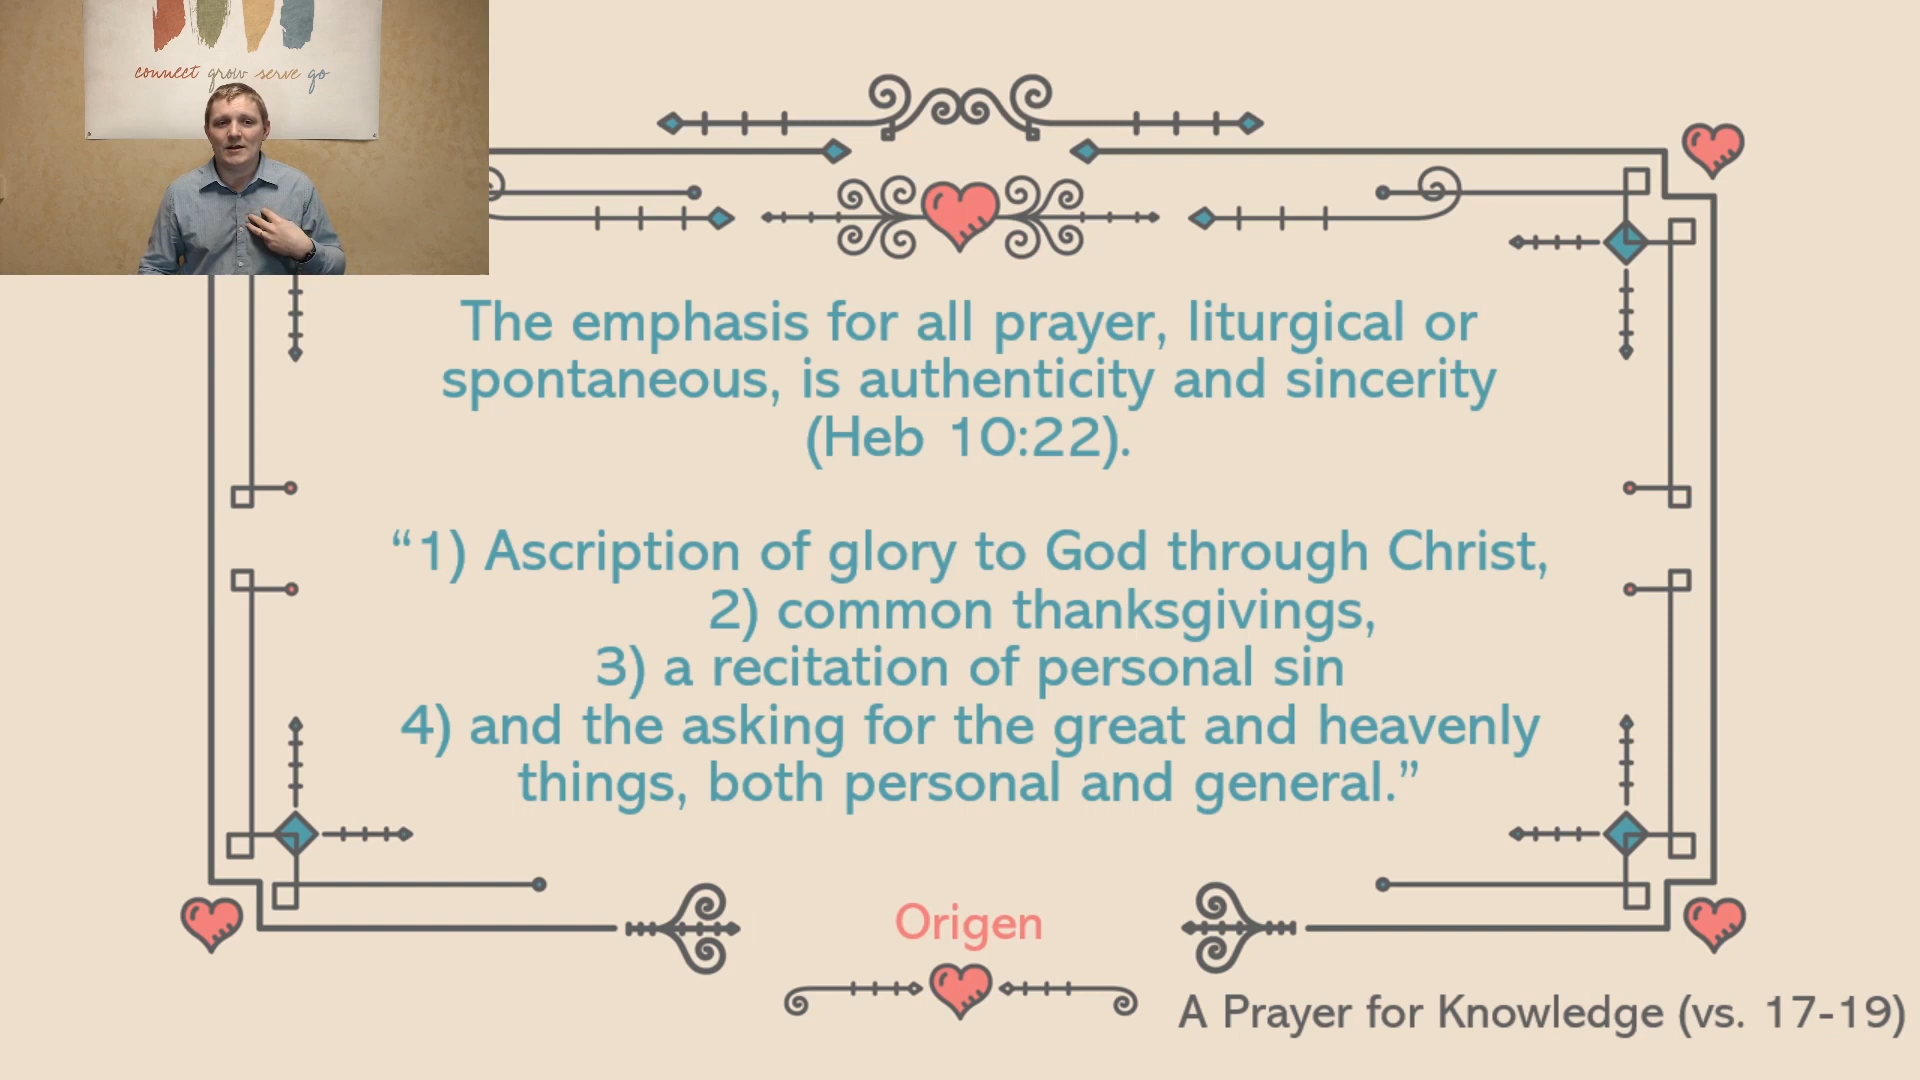 connect grow serve go
The emphasis for all prayer, liturgical or
spontaneous, is authenticity and sincerity
(Heb 10:22).
“1) Ascription of glory to God through Christ,
2) common thanksgivings,
3) a recitation of personal sin
4) and the asking for the great and heavenly
things, both personal and general.”
Origen
A Prayer for Knowledge (vs. 17-19)